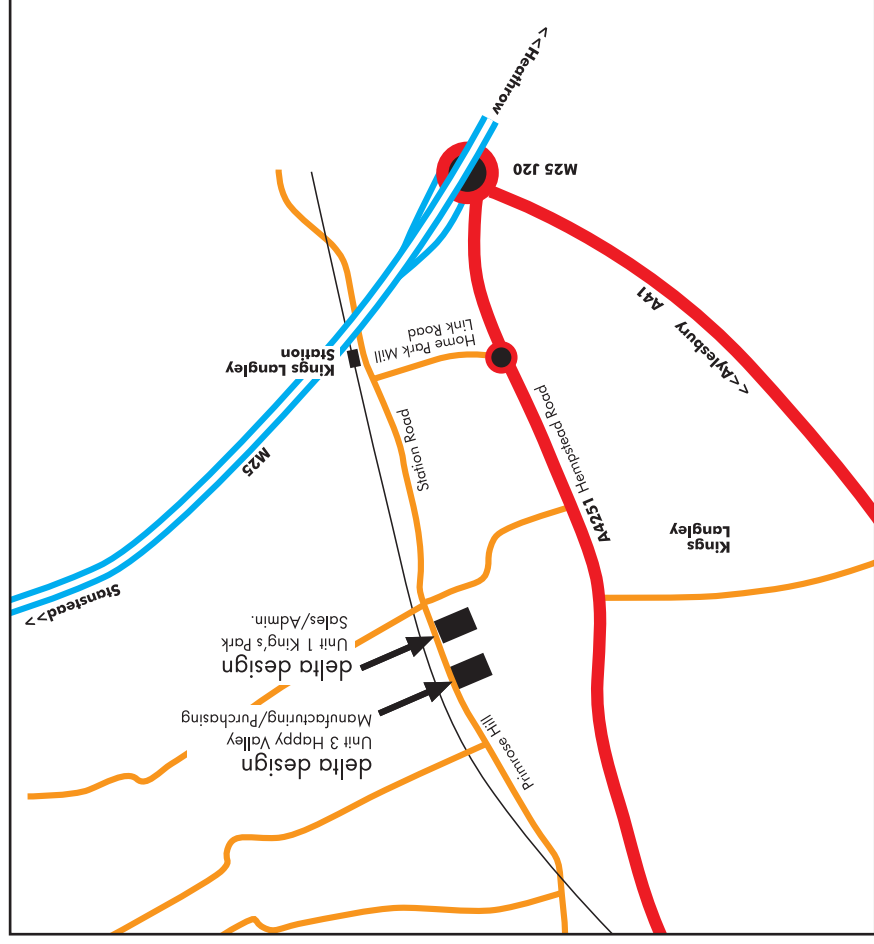 delta design
Unit 3 Happy Valley
Manufacturing/Purchasing
Primrose Hill
delta design
Unit 1 King's Park
Sales/Admin.
Stanstead>>
Kings
Langley
A4251 Hempstead Road
Station Road
M25
<<Aylesbury A41
Home Park Mill
Link Road
Kings Langley
Station
M25 J20
<<Heathrow